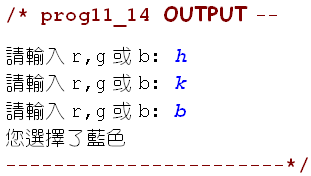 /* prog11_14 OUTPUT --
請輸入 r,g 或 b: h
請輸入 r,g 或 b: k
請輸入 r,g 或 b: b
您選擇了藍色
------------------------*/